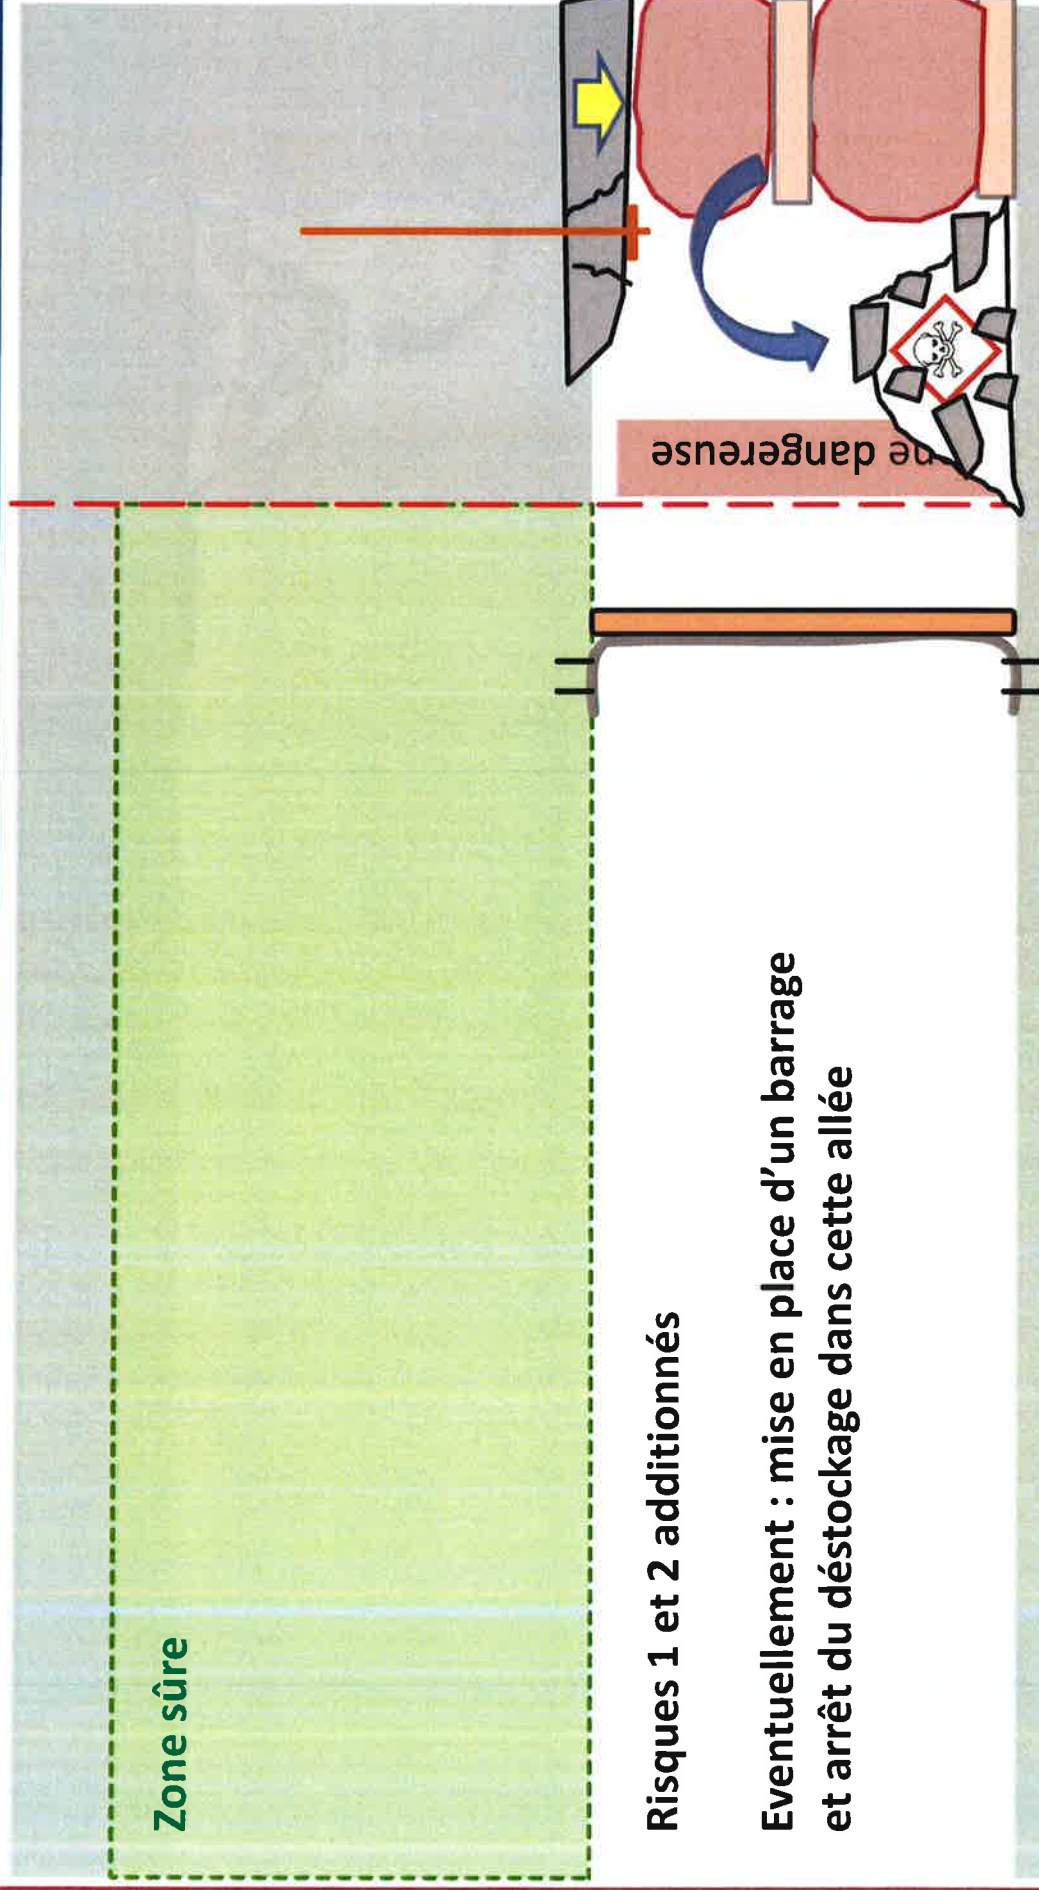 Zone sûre
Risques 1 et 2 additionnés
Eventuellement : mise en place d’un barrage
et arrêt du déstockage dans cette allée
dangereuse